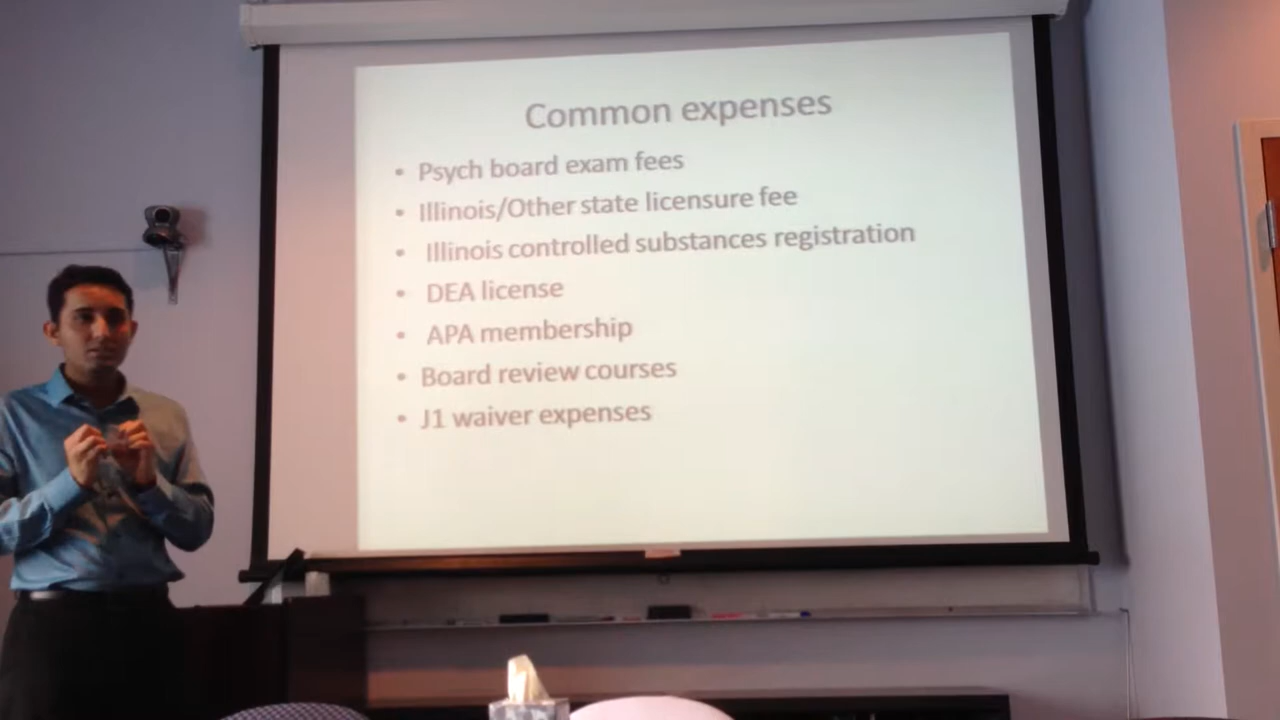 Common expenses
• Psych board exam fees
• Illinois/Other state licensure fee
• Illinois controlled substances registration
• DEA license
• APA membership
• Board review courses
• J1 waiver expenses